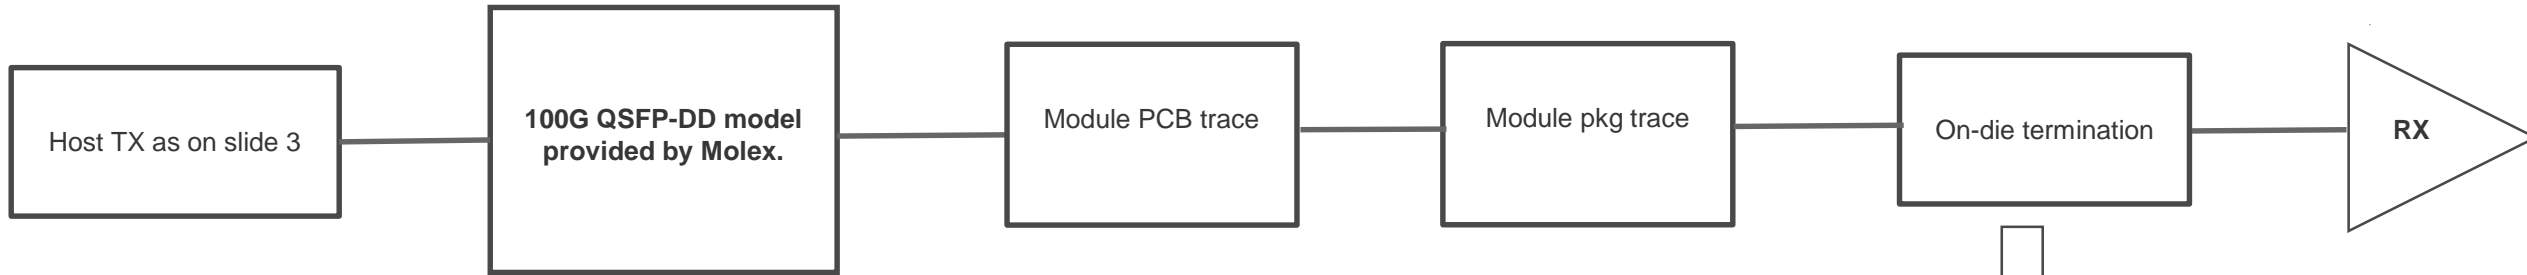 Host TX as on slide 3
100G QSFP-DD model
provided by Molex.
Module PCB trace
Module pkg trace
On-die termination
RX